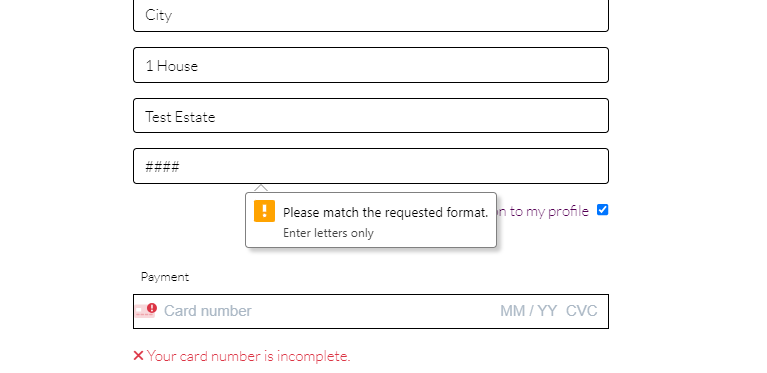 City
1 House
Test Estate
####
Please match the requested format.
Enter letters only
to my profile
Payment
Card number MM / YY CVC
Your card number is incomplete.